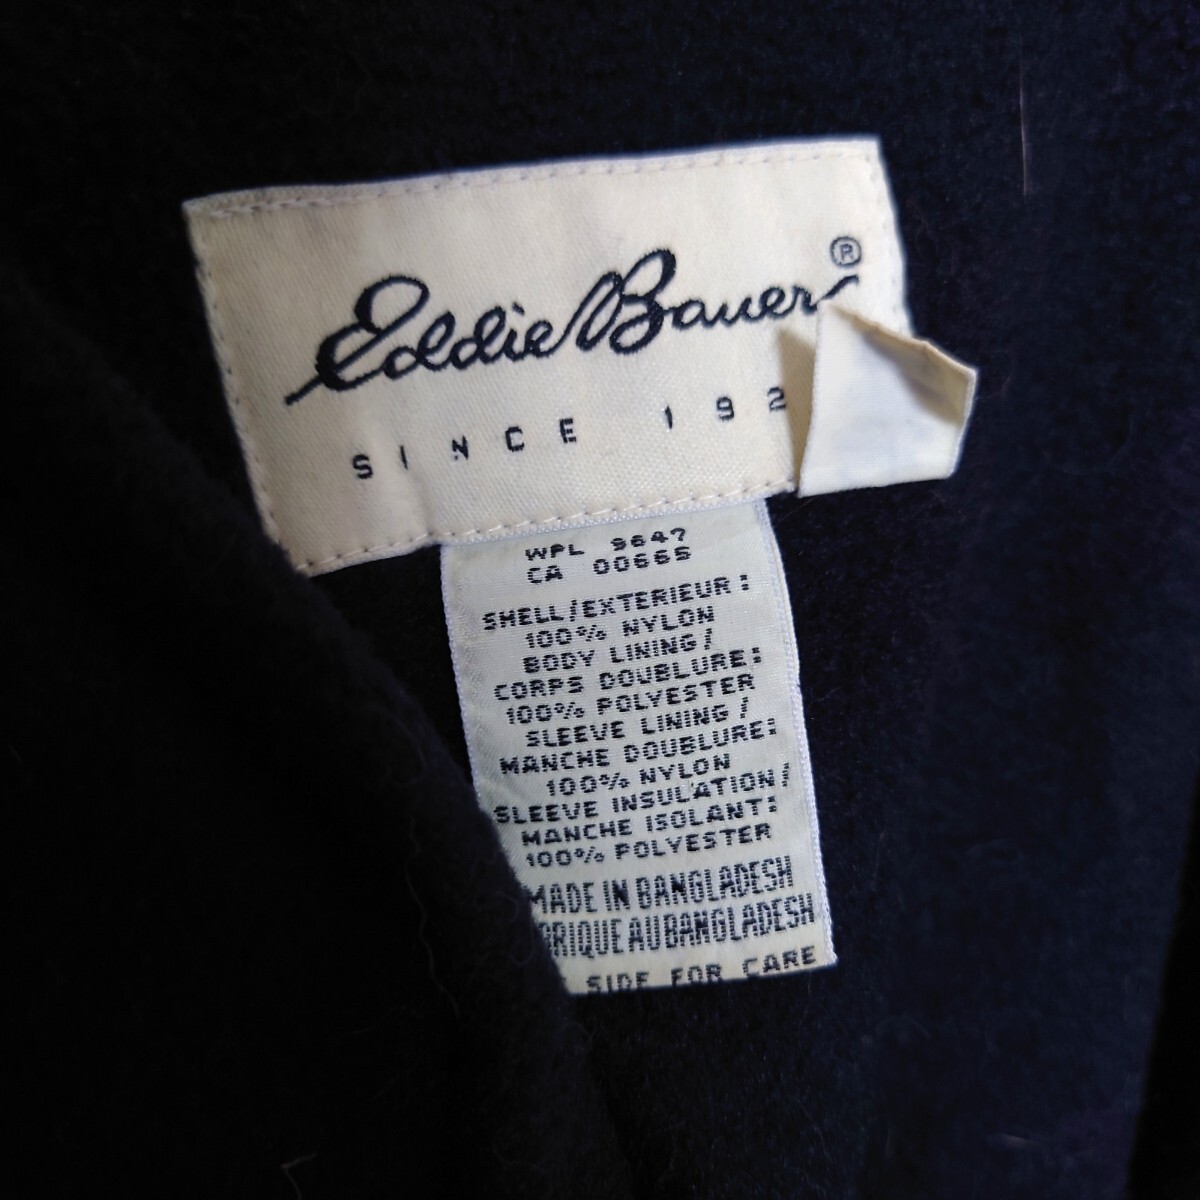 Eddie Bauer®
SINCE 192
WPL 9647
CA 00665
SHELL/EXTERIEUR:
100% NYLON
BODY LINING/
CORPS DOUBLURE:
100% POLYESTER
SLEEVE LINING/
MANCHE DOUBLURE:
100% NYLON
SLEEVE INSULATION/
MANCHE ISOLANT:
100% POLYESTER
MADE IN BANGLADESH
BRIQUE AU BANGLADESH
SIDE FOR CARE